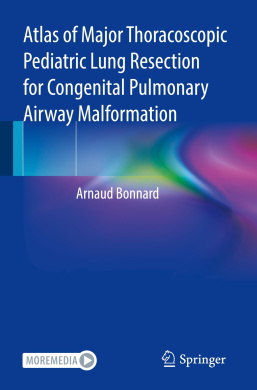 Atlas of Major Thoracoscopic
Pediatric Lung Resection
for Congenital Pulmonary
Airway Malformation
Arnaud Bonnard
MOREMEDIA
Springer